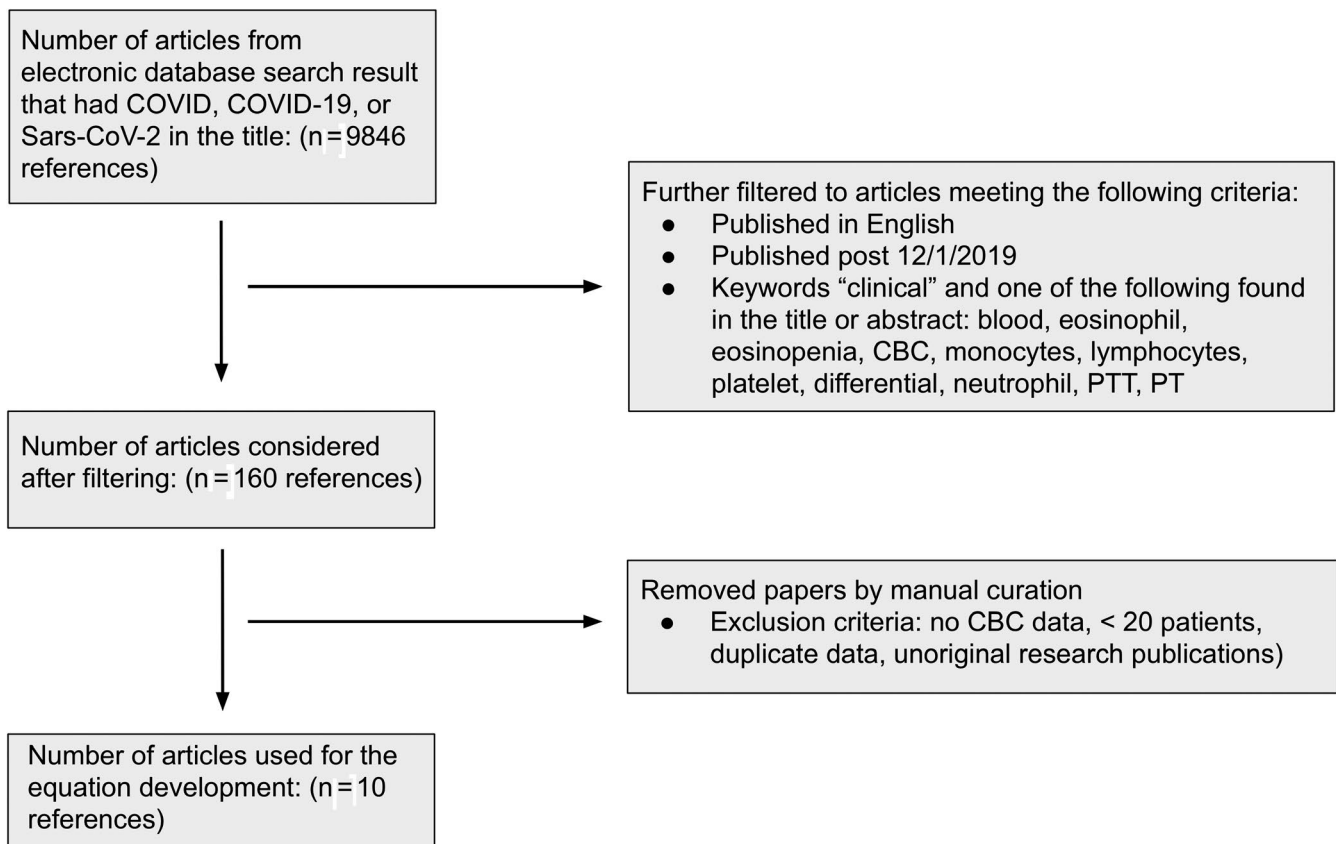 Number of articles from
electronic database search result
that had COVID, COVID-19, or
Sars-CoV-2 in the title: (n=9846
references)
Further filtered to articles meeting the following criteria:
● Published in English
● Published post 12/1/2019
● Keywords “clinical” and one of the following found
in the title or abstract: blood, eosinophil,
eosinopenia, CBC, monocytes, lymphocytes,
platelet, differential, neutrophil, PTT, PT
Number of articles considered
after filtering: (n=160 references)
Removed papers by manual curation
● Exclusion criteria: no CBC data, < 20 patients,
duplicate data, unoriginal research publications)
Number of articles used for the
equation development: (n=10
references)